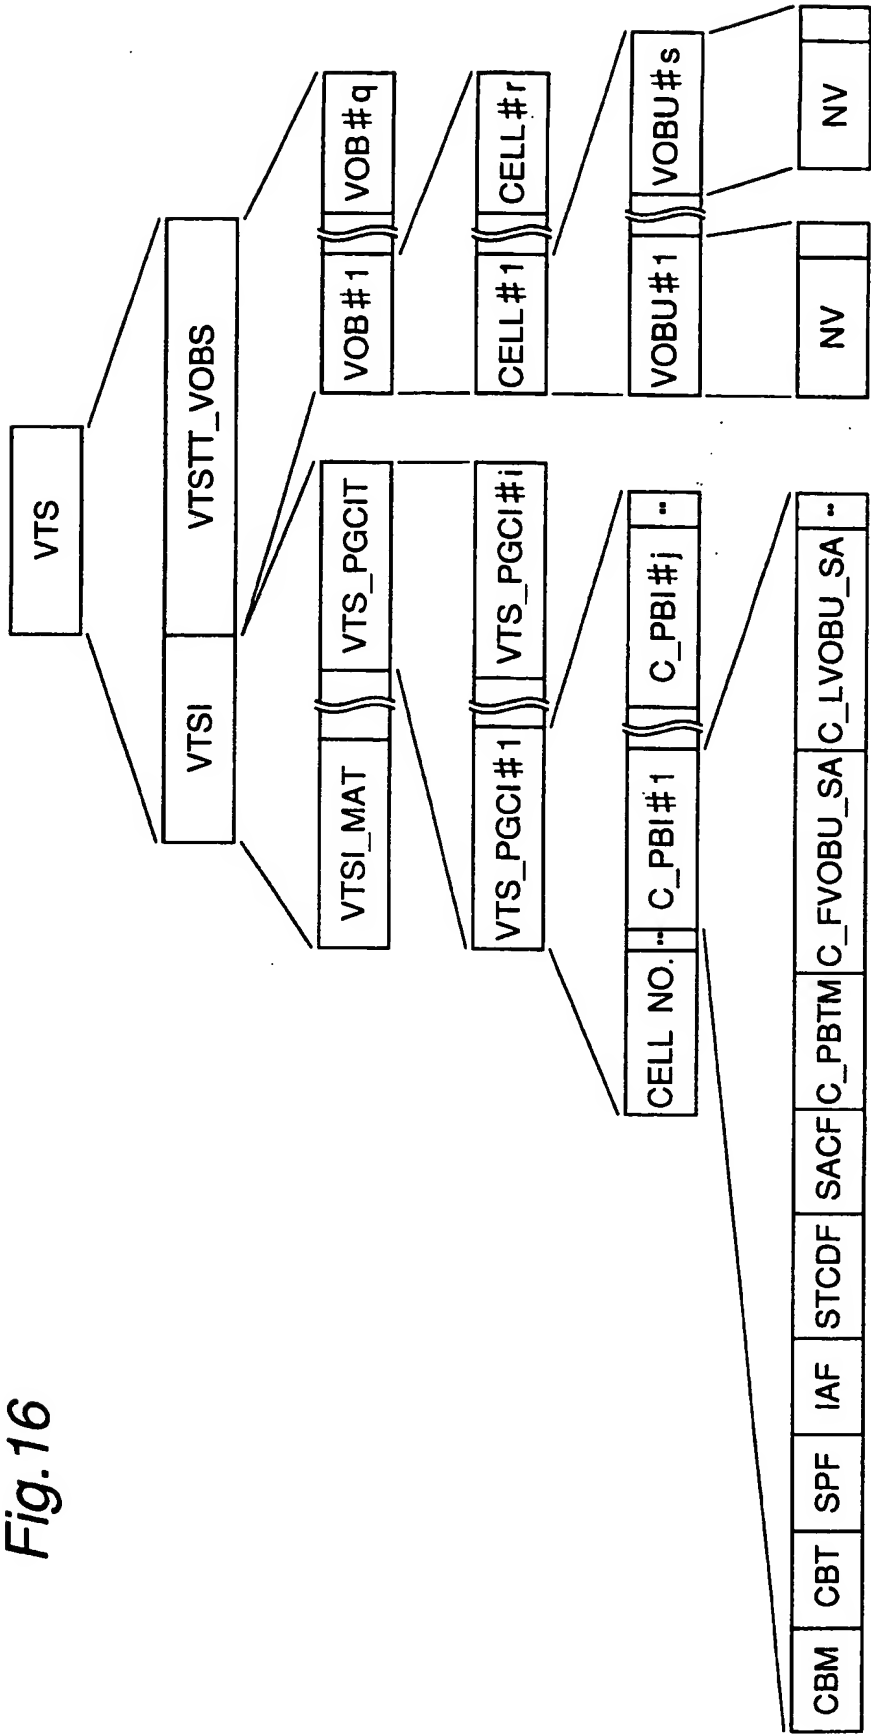 Fig.16
VTS
VTSI VTSTT_VOBS
VTSI_MAT VTS_PGCIT VOB#1 VOB#q
VTS_PGCI#1 VTS_PGCI#i CELL#1 CELL#r
CELL NO. .. C_PBI#1 C_PBI#j .. VOBU#1 VOBU#s
CBM CBT SPF IAF STCDF SACF C_PBTM C_FVOBU_SA C_LVOBU_SA .. NV NV